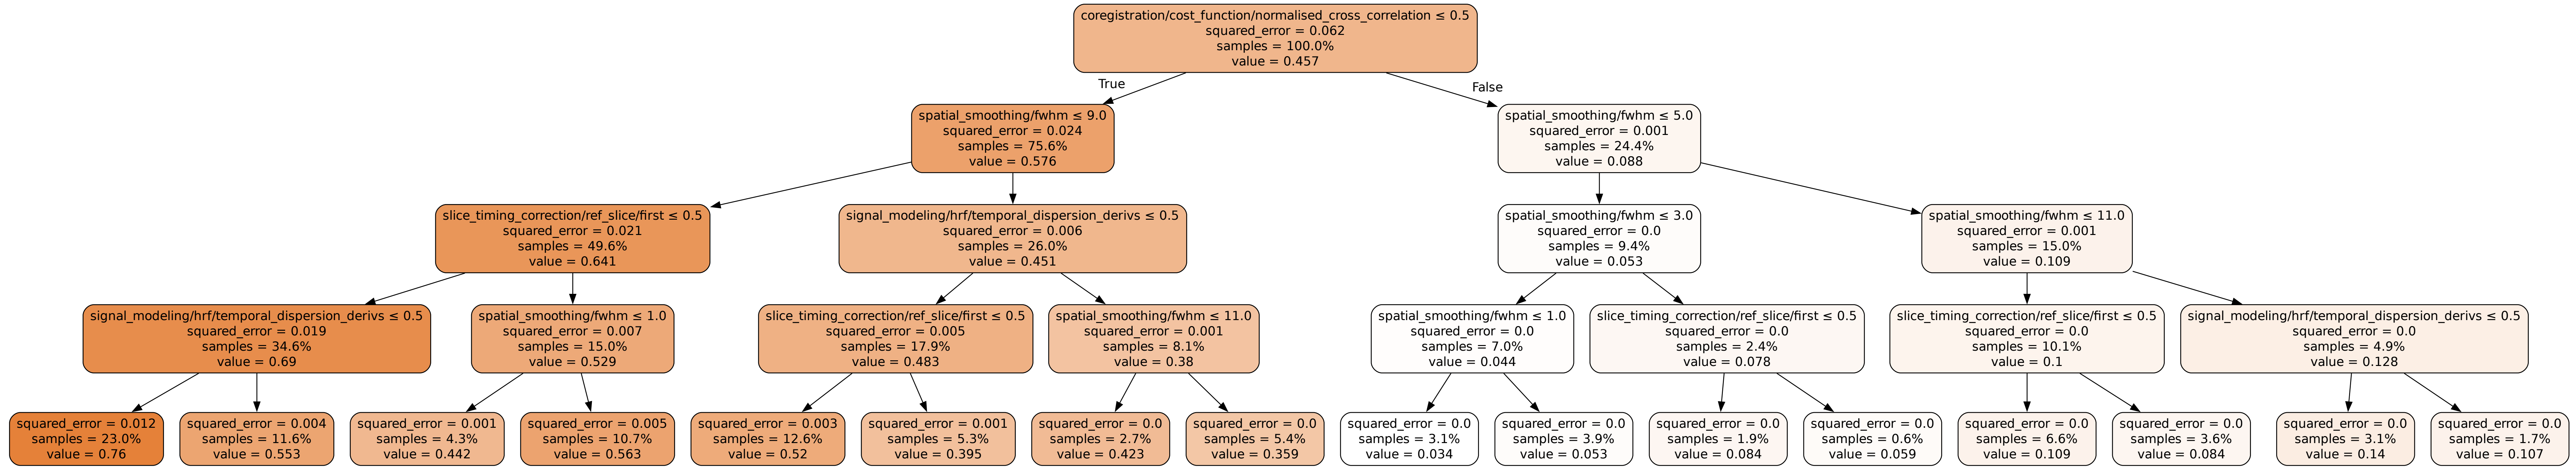 coregistration/cost_function/normalised_cross_correlation ≤ 0.5
squared_error = 0.062
samples = 100.0%
value = 0.457
True
False
spatial_smoothing/fwhm ≤ 9.0
squared_error = 0.024
samples = 75.6%
value = 0.576
spatial_smoothing/fwhm ≤ 5.0
squared_error = 0.001
samples = 24.4%
value = 0.088
slice_timing_correction/ref_slice/first ≤ 0.5
squared_error = 0.021
samples = 49.6%
value = 0.641
signal_modeling/hrf/temporal_dispersion_derivs ≤ 0.5
squared_error = 0.006
samples = 26.0%
value = 0.451
spatial_smoothing/fwhm ≤ 3.0
squared_error = 0.0
samples = 9.4%
value = 0.053
spatial_smoothing/fwhm ≤ 11.0
squared_error = 0.001
samples = 15.0%
value = 0.109
signal_modeling/hrf/temporal_dispersion_derivs ≤ 0.5
squared_error = 0.019
samples = 34.6%
value = 0.69
spatial_smoothing/fwhm ≤ 1.0
squared_error = 0.007
samples = 15.0%
value = 0.529
slice_timing_correction/ref_slice/first ≤ 0.5
squared_error = 0.005
samples = 17.9%
value = 0.483
spatial_smoothing/fwhm ≤ 11.0
squared_error = 0.001
samples = 8.1%
value = 0.38
spatial_smoothing/fwhm ≤ 1.0
squared_error = 0.0
samples = 7.0%
value = 0.044
slice_timing_correction/ref_slice/first ≤ 0.5
squared_error = 0.0
samples = 2.4%
value = 0.078
slice_timing_correction/ref_slice/first ≤ 0.5
squared_error = 0.0
samples = 10.1%
value = 0.1
signal_modeling/hrf/temporal_dispersion_derivs ≤ 0.5
squared_error = 0.0
samples = 4.9%
value = 0.128
squared_error = 0.012
samples = 23.0%
value = 0.76
squared_error = 0.004
samples = 11.6%
value = 0.553
squared_error = 0.001
samples = 4.3%
value = 0.442
squared_error = 0.005
samples = 10.7%
value = 0.563
squared_error = 0.003
samples = 12.6%
value = 0.52
squared_error = 0.001
samples = 5.3%
value = 0.395
squared_error = 0.0
samples = 2.7%
value = 0.423
squared_error = 0.0
samples = 5.4%
value = 0.359
squared_error = 0.0
samples = 3.1%
value = 0.034
squared_error = 0.0
samples = 3.9%
value = 0.053
squared_error = 0.0
samples = 1.9%
value = 0.084
squared_error = 0.0
samples = 0.6%
value = 0.059
squared_error = 0.0
samples = 6.6%
value = 0.109
squared_error = 0.0
samples = 3.6%
value = 0.084
squared_error = 0.0
samples = 3.1%
value = 0.14
squared_error = 0.0
samples = 1.7%
value = 0.107